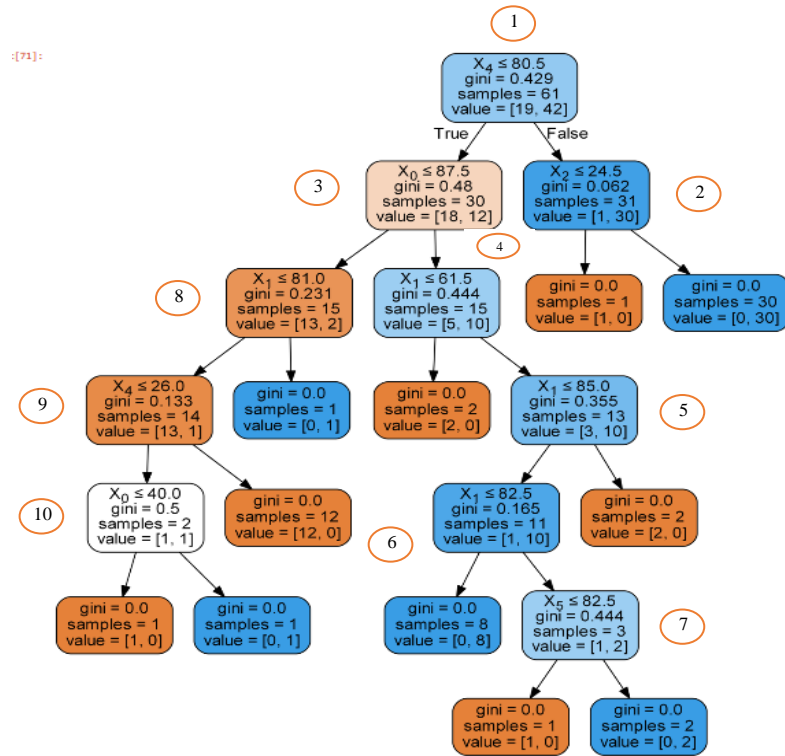 1
:[71]:
X4 ≤ 80.5
gini = 0.429
samples = 61
value = [19, 42]
True
False
3
X0 ≤ 87.5
gini = 0.48
samples = 30
value = [18, 12]
X2 ≤ 24.5
gini = 0.062
samples = 31
value = [1, 30]
2
4
8
X1 ≤ 81.0
gini = 0.231
samples = 15
value = [13, 2]
X1 ≤ 61.5
gini = 0.444
samples = 15
value = [5, 10]
gini = 0.0
samples = 1
value = [1, 0]
gini = 0.0
samples = 30
value = [0, 30]
9
X4 ≤ 26.0
gini = 0.133
samples = 14
value = [13, 1]
gini = 0.0
samples = 1
value = [0, 1]
gini = 0.0
samples = 2
value = [2, 0]
X1 ≤ 85.0
gini = 0.355
samples = 13
value = [3, 10]
5
10
X0 ≤ 40.0
gini = 0.5
samples = 2
value = [1, 1]
gini = 0.0
samples = 12
value = [12, 0]
6
X1 ≤ 82.5
gini = 0.165
samples = 11
value = [1, 10]
gini = 0.0
samples = 2
value = [2, 0]
gini = 0.0
samples = 1
value = [1, 0]
gini = 0.0
samples = 1
value = [0, 1]
gini = 0.0
samples = 8
value = [0, 8]
X5 ≤ 82.5
gini = 0.444
samples = 3
value = [1, 2]
7
gini = 0.0
samples = 1
value = [1, 0]
gini = 0.0
samples = 2
value = [0, 2]